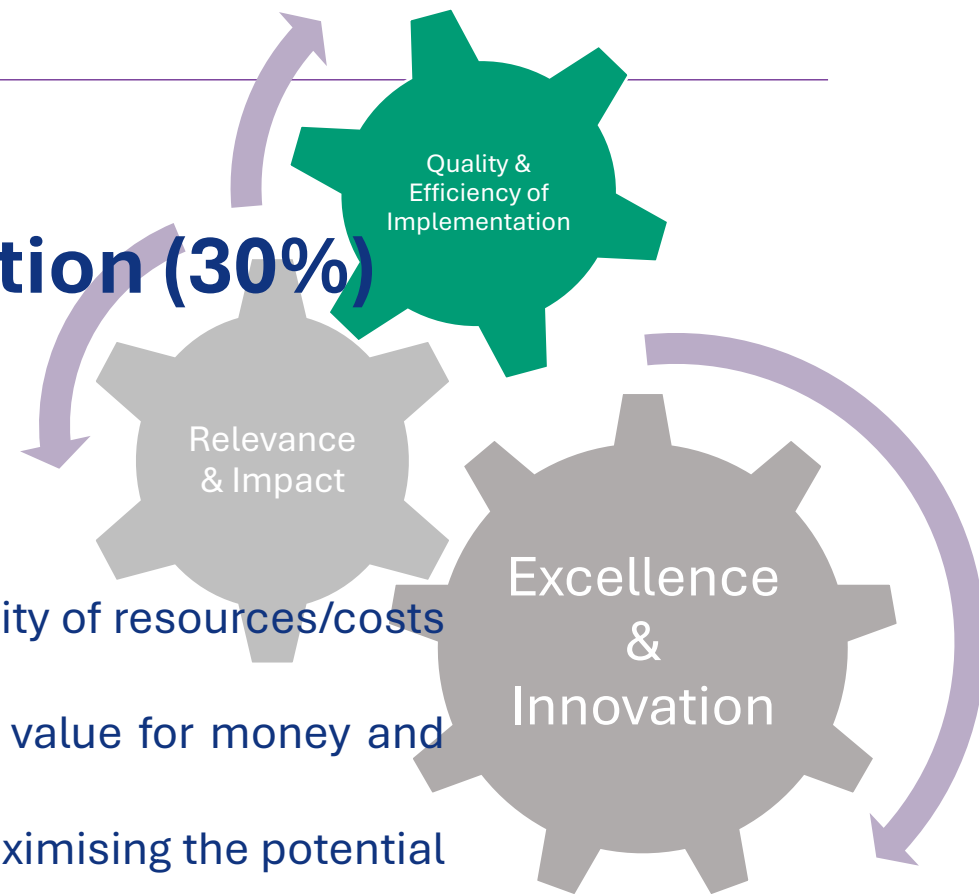 Quality &
Efficiency of
Implementation
tion (30%)
Relevance
& Impact
Excellence
&
Innovation
ity of resources/costs
value for money and
ximising the potential